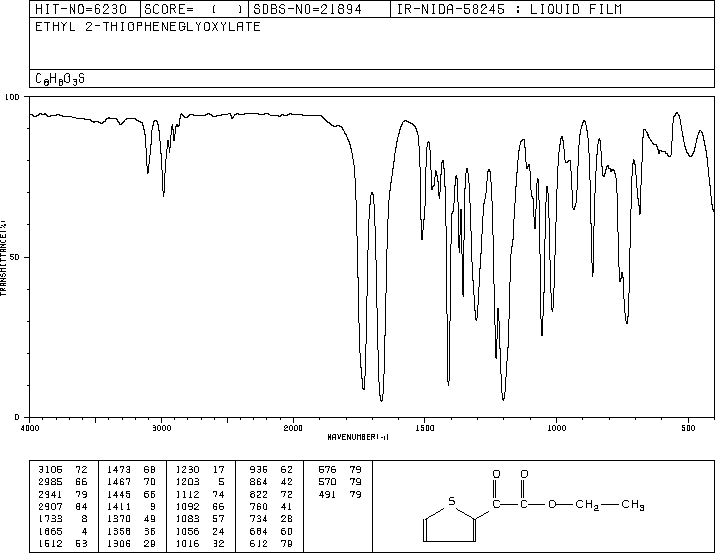 HIT-NO=6230 SCORE= ( ) SDBS-NO=21894 IR-NIDA-58245 : LIQUID FILM
ETHYL 2-THIOPHENEGLYOXYLATE
C8H8O3S
100
50
0
TRANSMITTANCE(%)
4000 3000 2000 1500 1000 500
WAVENUMBER(-1)
3105 72 1473 68 1230 17 936 62 576 79
2985 66 1467 70 1203 5 864 42 570 79
2941 79 1445 66 1112 74 822 72 491 79
2907 84 1411 9 1092 66 760 41
1733 8 1370 49 1083 57 734 28
1665 4 1358 36 1056 24 684 60
1512 53 1306 29 1016 32 612 79
O O
S C—C—O—CH2—CH3